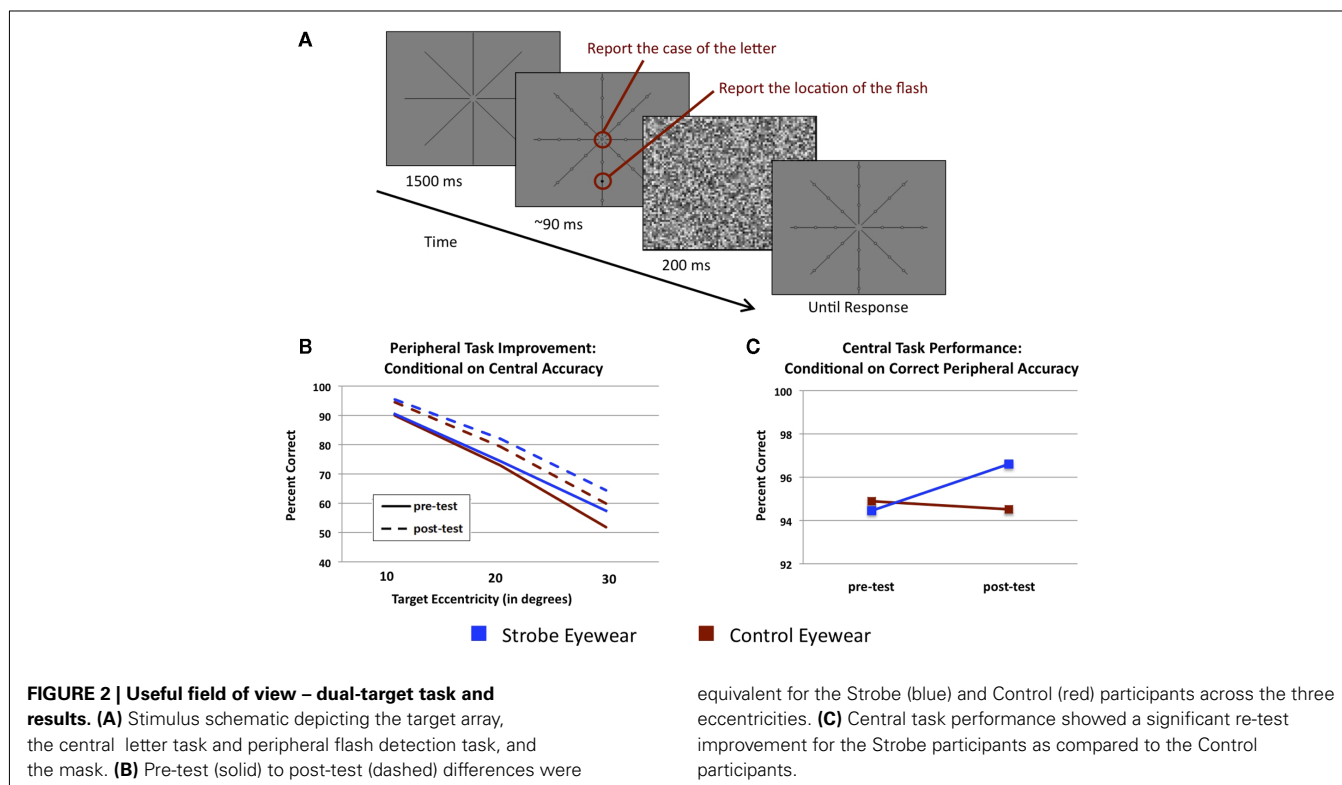 A
Report the case of the letter
Report the location of the flash
1500 ms
~90 ms
Time
200 ms
Until Response
B
Peripheral Task Improvement:
Conditional on Central Accuracy
100
90
80
70
60
50
40
Percent Correct
pre-test
post-test
10
20
30
Target Eccentricity (in degrees)
C
Central Task Performance:
Conditional on Correct Peripheral Accuracy
100
98
96
94
92
Percent Correct
pre-test
post-test
Strobe Eyewear
Control Eyewear
FIGURE 2 | Useful field of view – dual-target task and
results. (A) Stimulus schematic depicting the target array,
the central letter task and peripheral flash detection task, and
the mask. (B) Pre-test (solid) to post-test (dashed) differences were
equivalent for the Strobe (blue) and Control (red) participants across the three
eccentricities. (C) Central task performance showed a significant re-test
improvement for the Strobe participants as compared to the Control
participants.